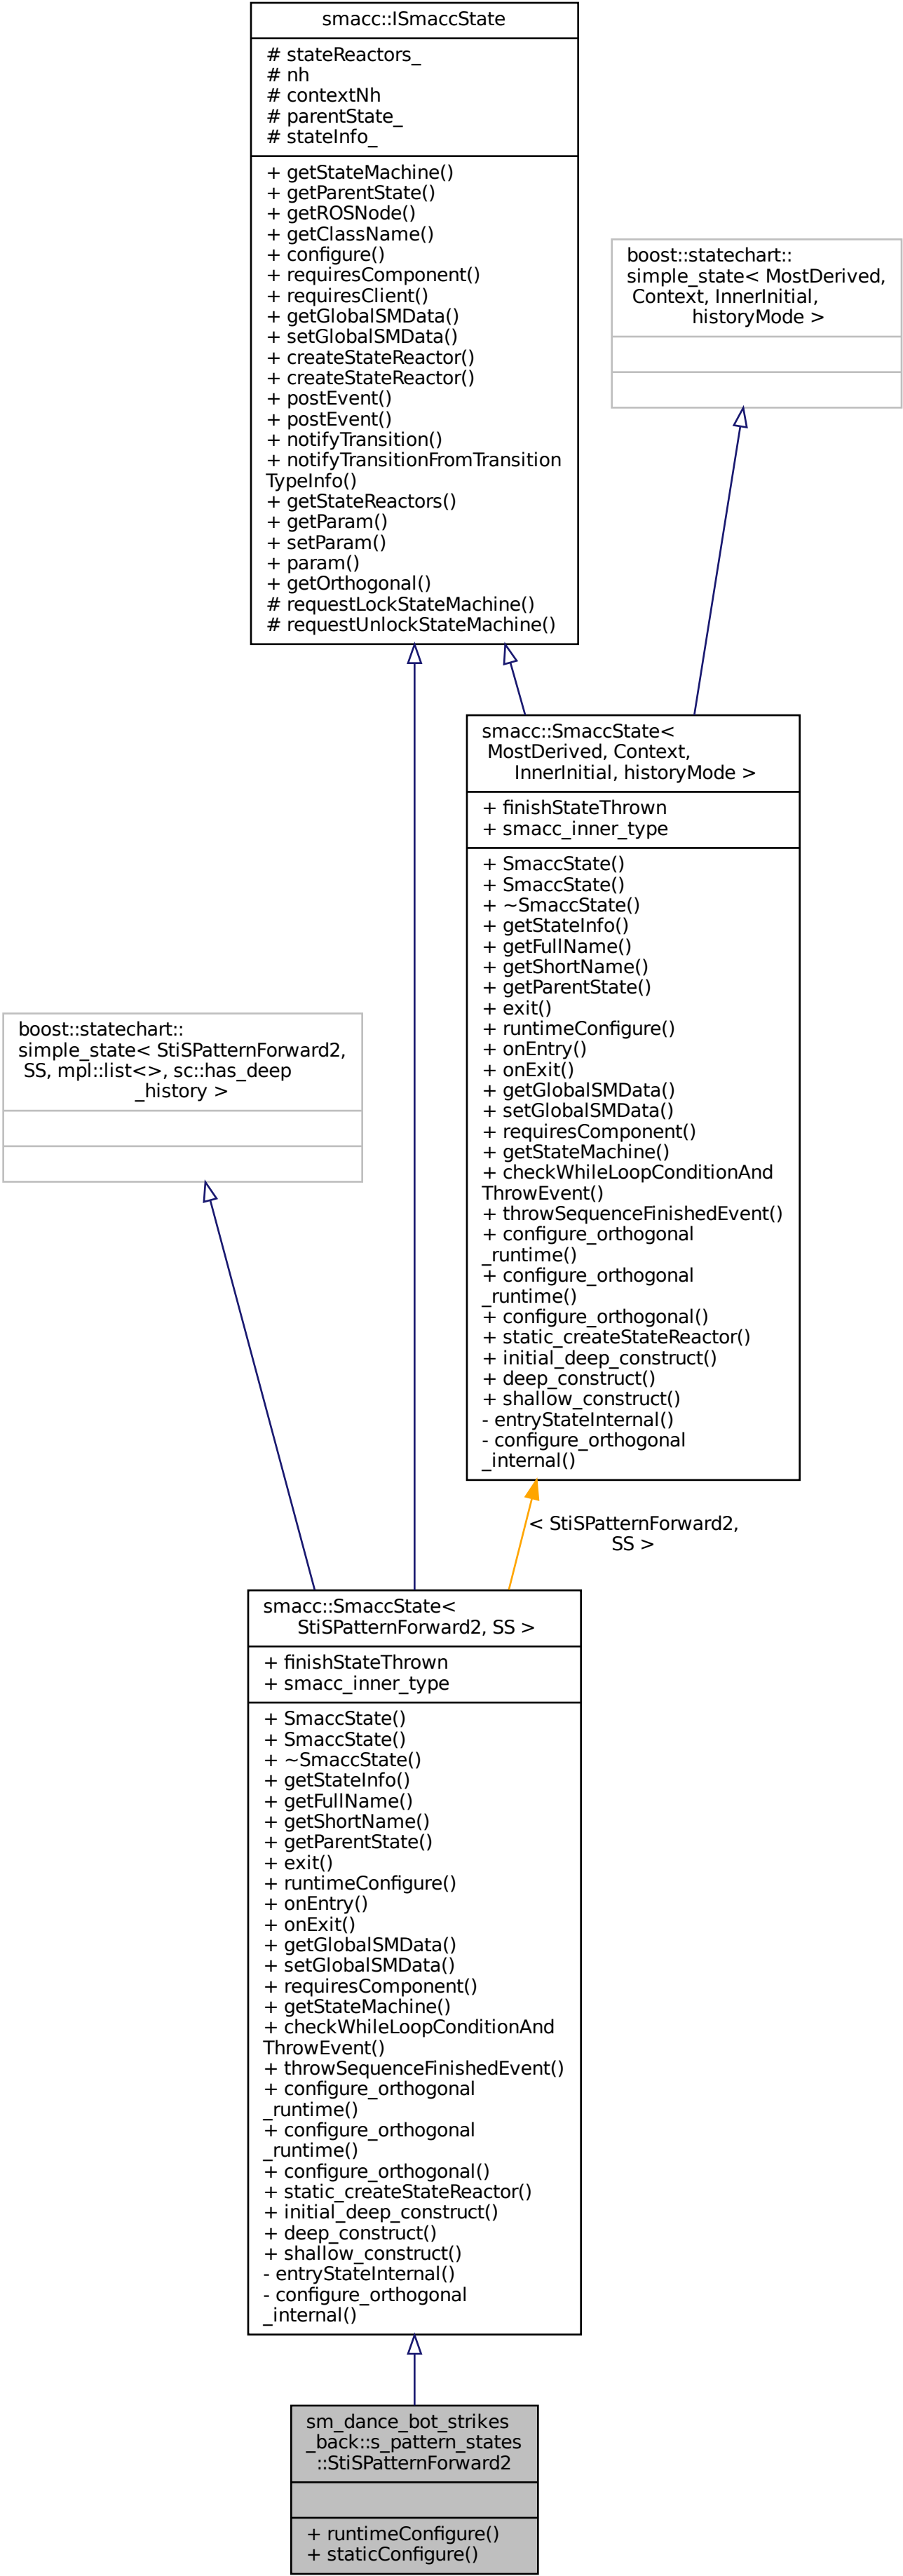 smacc::ISmaccState
# stateReactors_
# nh
# contextNh
# parentState_
# stateInfo_
+ getStateMachine()
+ getParentState()
+ getROSNode()
+ getClassName()
+ configure()
+ requiresComponent()
+ requiresClient()
+ getGlobalSMData()
+ setGlobalSMData()
+ createStateReactor()
+ createStateReactor()
+ postEvent()
+ postEvent()
+ notifyTransition()
+ notifyTransitionFromTransition
TypeInfo()
+ getStateReactors()
+ getParam()
+ setParam()
+ param()
+ getOrthogonal()
# requestLockStateMachine()
# requestUnlockStateMachine()
boost::statechart::
simple_state< MostDerived,
Context, InnerInitial,
historyMode >
smacc::SmaccState<
MostDerived, Context,
InnerInitial, historyMode >
+ finishStateThrown
+ smacc_inner_type
+ SmaccState()
+ SmaccState()
+ ~SmaccState()
+ getStateInfo()
+ getFullName()
+ getShortName()
+ getParentState()
+ exit()
+ runtimeConfigure()
+ onEntry()
+ onExit()
+ getGlobalSMData()
+ setGlobalSMData()
+ requiresComponent()
+ getStateMachine()
+ checkWhileLoopConditionAnd
ThrowEvent()
+ throwSequenceFinishedEvent()
+ configure_orthogonal
_runtime()
+ configure_orthogonal
_runtime()
+ configure_orthogonal()
+ static_createStateReactor()
+ initial_deep_construct()
+ deep_construct()
+ shallow_construct()
- entryStateInternal()
- configure_orthogonal
_internal()
boost::statechart::
simple_state< StiSPatternForward2,
SS, mpl::list<>, sc::has_deep
_history >
< StiSPatternForward2,
SS >
smacc::SmaccState<
StiSPatternForward2, SS >
+ finishStateThrown
+ smacc_inner_type
+ SmaccState()
+ SmaccState()
+ ~SmaccState()
+ getStateInfo()
+ getFullName()
+ getShortName()
+ getParentState()
+ exit()
+ runtimeConfigure()
+ onEntry()
+ onExit()
+ getGlobalSMData()
+ setGlobalSMData()
+ requiresComponent()
+ getStateMachine()
+ checkWhileLoopConditionAnd
ThrowEvent()
+ throwSequenceFinishedEvent()
+ configure_orthogonal
_runtime()
+ configure_orthogonal
_runtime()
+ configure_orthogonal()
+ static_createStateReactor()
+ initial_deep_construct()
+ deep_construct()
+ shallow_construct()
- entryStateInternal()
- configure_orthogonal
_internal()
sm_dance_bot_strikes
_back::s_pattern_states
::StiSPatternForward2
+ runtimeConfigure()
+ staticConfigure()